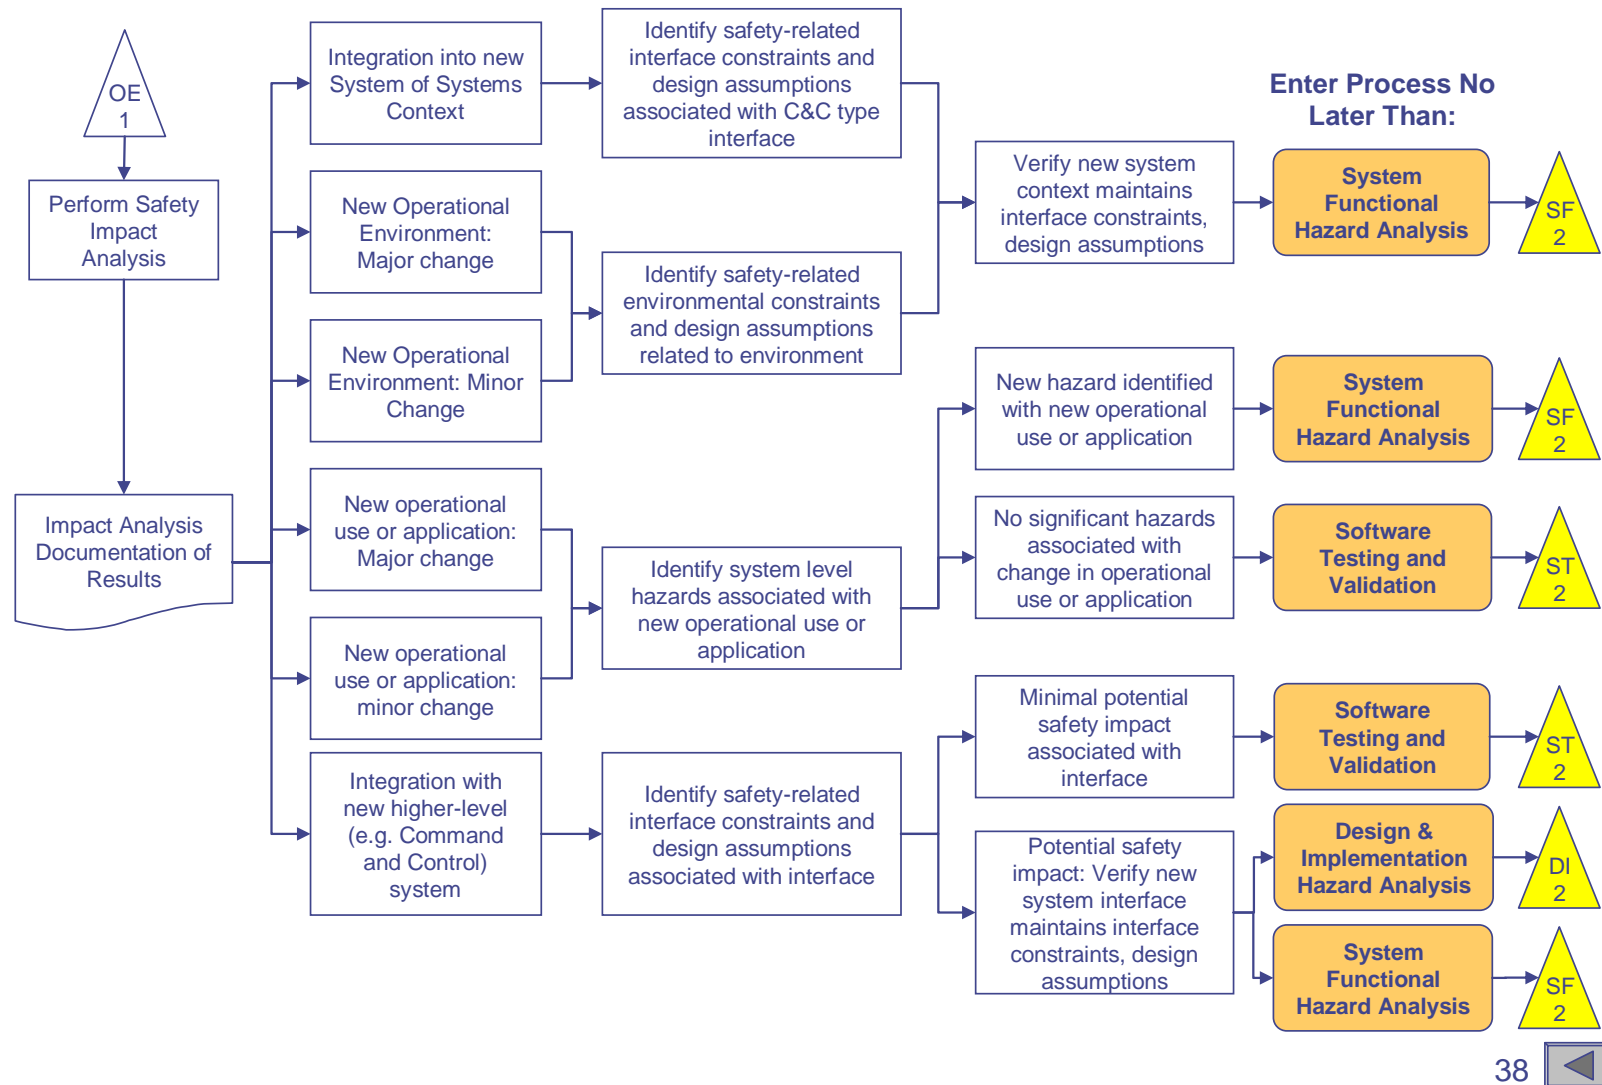 OE
1
Perform Safety
Impact
Analysis
Impact Analysis
Documentation of
Results
Integration into new
System of Systems
Context
New Operational
Environment:
Major change
New Operational
Environment: Minor
Change
New operational
use or application:
Major change
New operational
use or application:
minor change
Integration with
new higher-level
(e.g. Command
and Control)
system
Identify safety-related
interface constraints and
design assumptions
associated with C&C type
interface
Identify safety-related
environmental constraints
and design assumptions
related to environment
Identify system level
hazards associated with
new operational use or
application
Identify safety-related
interface constraints and
design assumptions
associated with interface
Verify new system
context maintains
interface constraints,
design assumptions
New hazard identified
with new operational
use or application
No significant hazards
associated with
change in operational
use or application
Minimal potential
safety impact
associated with
interface
Potential safety
impact: Verify new
system interface
maintains interface
constraints, design
assumptions
Enter Process No
Later Than:
System
Functional
Hazard Analysis
SF
2
System
Functional
Hazard Analysis
SF
2
Software
Testing and
Validation
ST
2
Software
Testing and
Validation
ST
2
Design &
Implementation
Hazard Analysis
DI
2
System
Functional
Hazard Analysis
SF
2
38